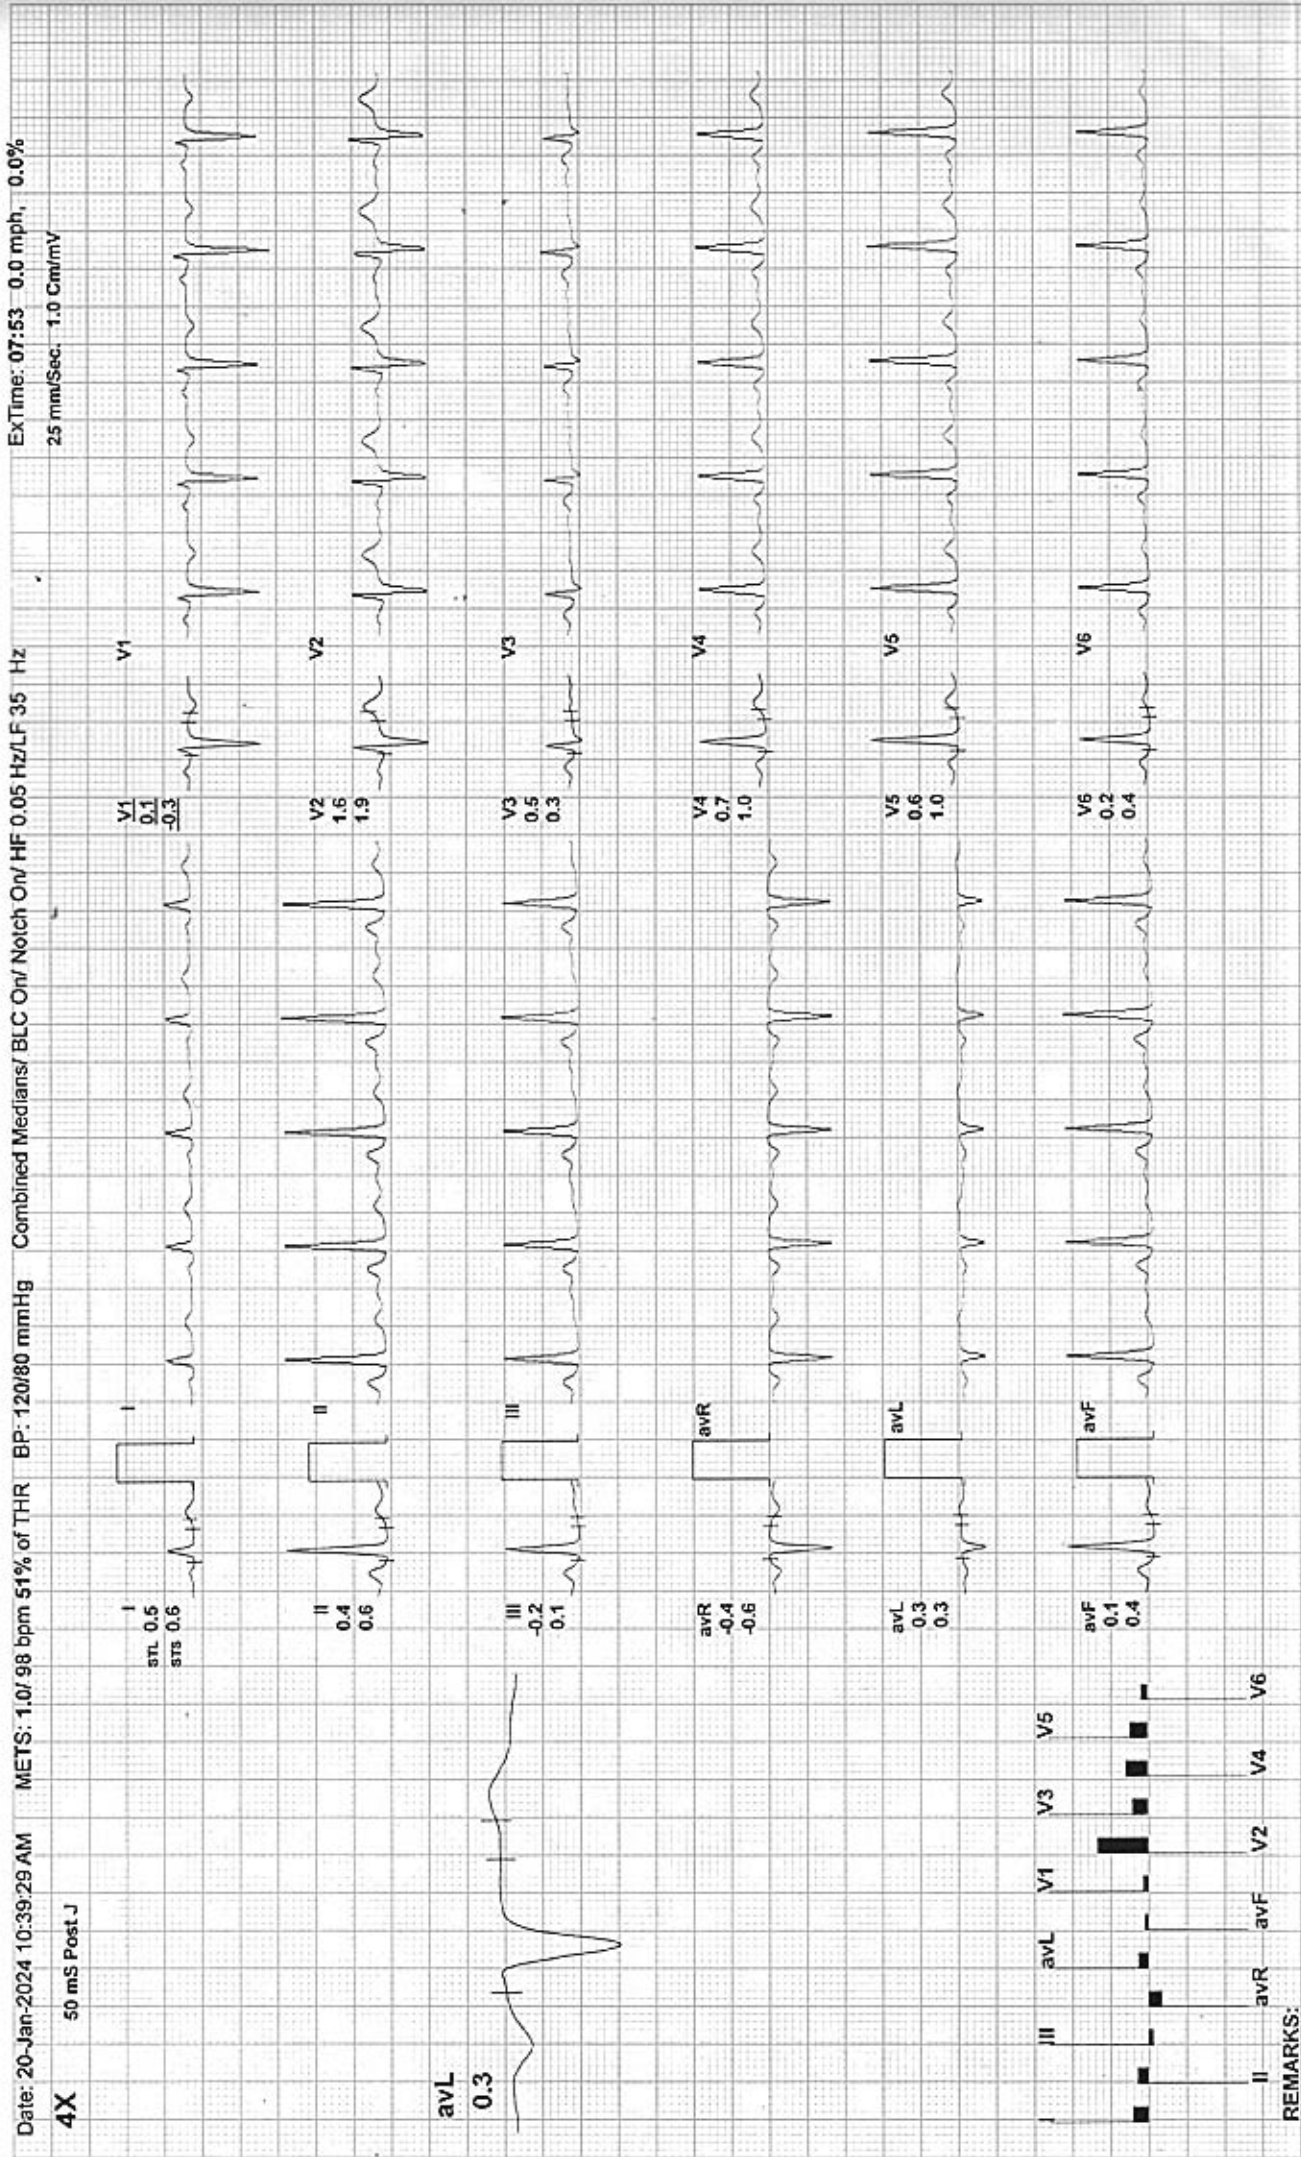 Date: 20-Jan-2024 10:39:29 AM METS: 1.0/ 98 bpm 51% of THR BP: 120/80 mmHg Combined Medians/ BLC On/ Notch On/ HF 0.05 Hz/LF 35 Hz ExTime: 07:53 0.0 mph, 0.0%
4X 50 mS Post J
25 mm/Sec. 1.0 Cm/mV
I
STL 0.5
STS 0.6
I
V1
0.1
-0.3
V1
II
0.4
0.6
II
V2
1.6
1.9
V2
avL
0.3
III
-0.2
0.1
III
V3
0.5
0.3
V3
avR
-0.4
-0.6
avR
V4
0.7
1.0
V4
avL
0.3
0.3
avL
V5
0.6
1.0
V5
avF
0.1
0.4
avF
V6
0.2
0.4
V6
I III avL V1 V3 V5
II avR avF V2 V4 V6
REMARKS: